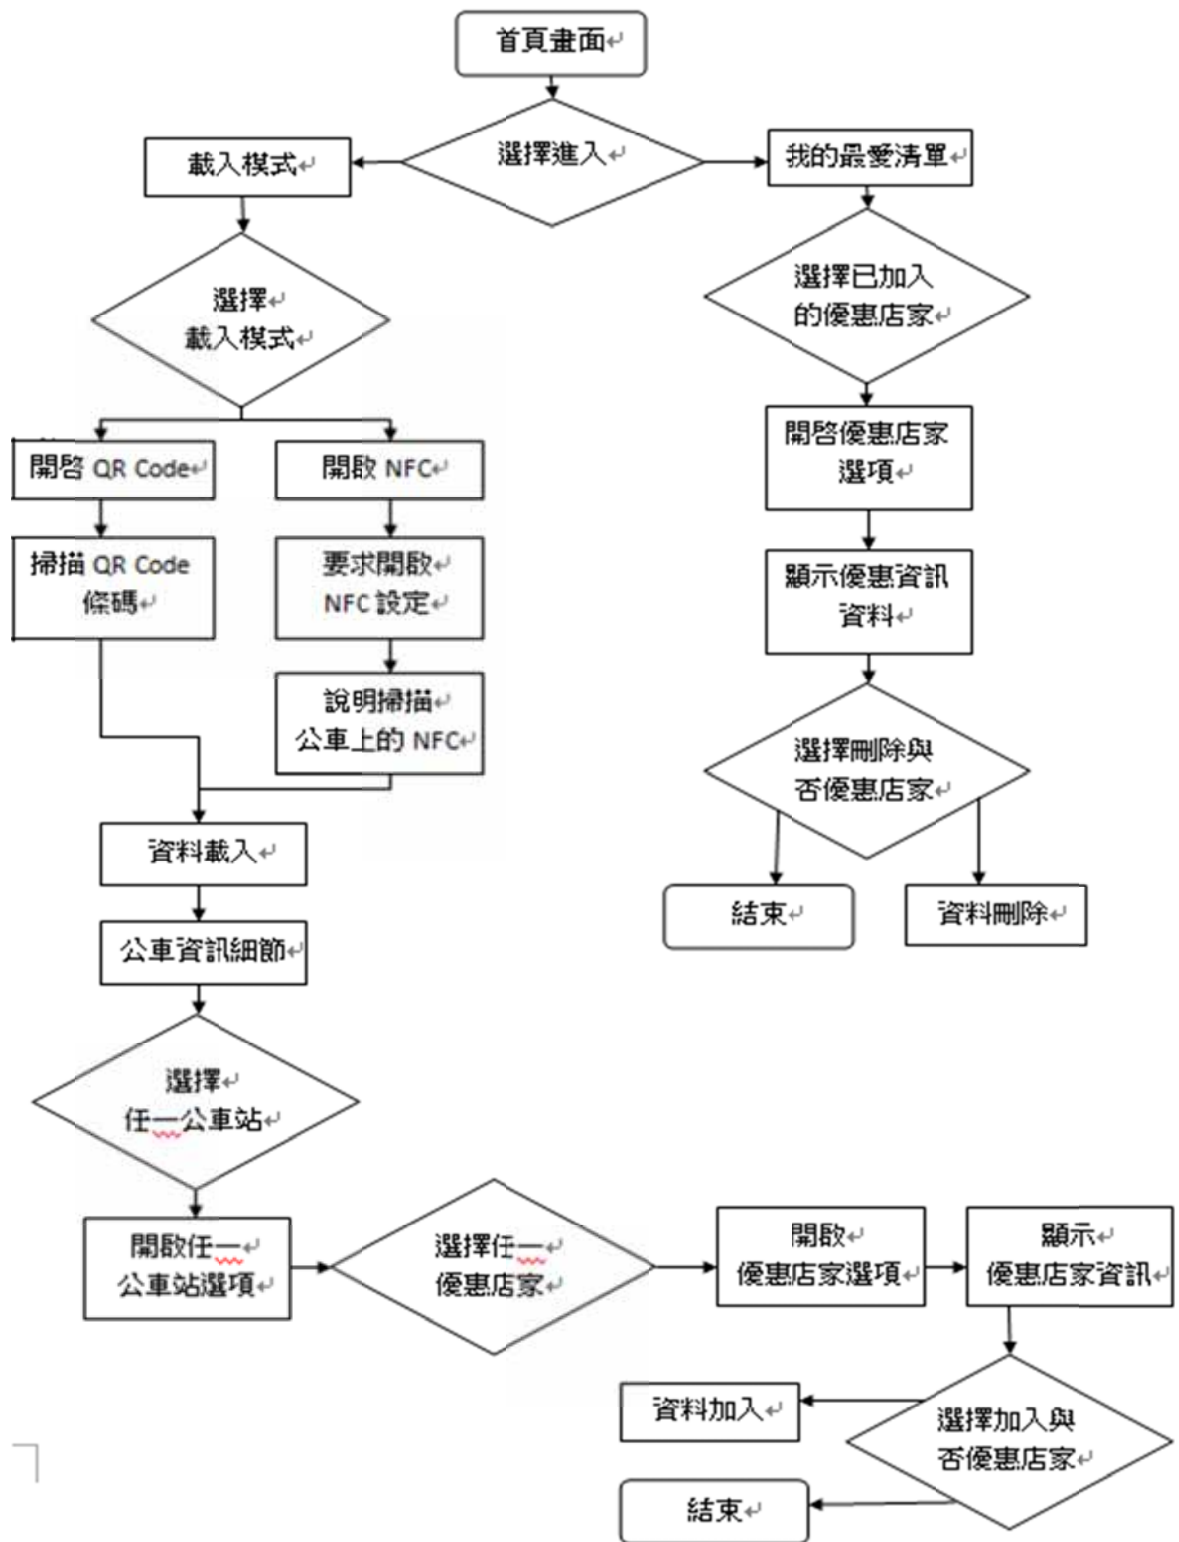 首頁畫面
選擇進入
載入模式
我的最愛清單
選擇
載入模式
選擇已加入
的優惠店家
開啓 QR Code
開啟 NFC
開啓優惠店家
選項
掃描 QR Code
條碼
要求開啟
NFC 設定
顯示優惠資訊
資料
說明掃描
公車上的 NFC
選擇刪除與
否優惠店家
資料載入
結束
資料刪除
公車資訊細節
選擇
任一公車站
開啟任一
公車站選項
選擇任一
優惠店家
開啟
優惠店家選項
顯示
優惠店家資訊
資料加入
選擇加入與
否優惠店家
結束